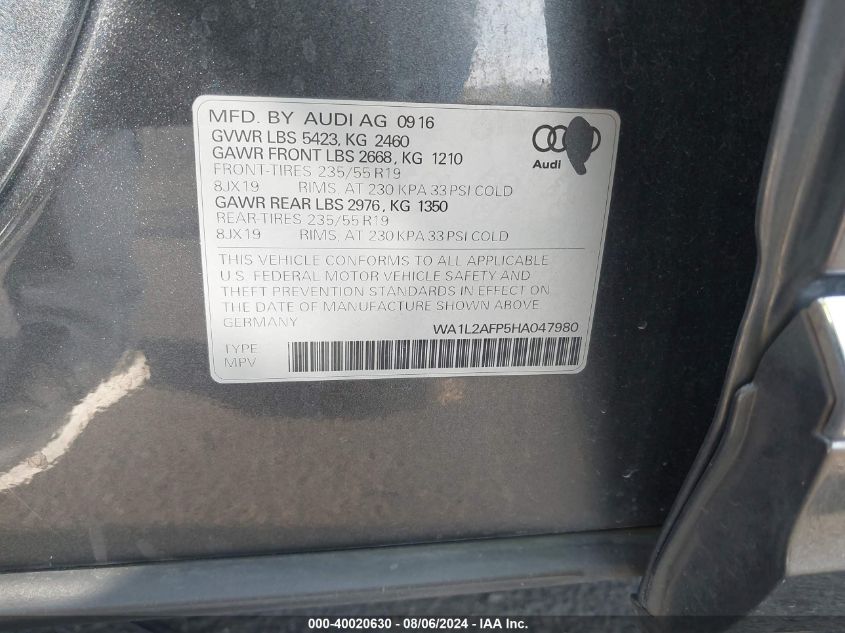 MFD. BY AUDI AG 0916
GVWR LBS 5423, KG 2460
GAWR FRONT LBS 2668, KG 1210
FRONT-TIRES 235/55 R19
8JX19 RIMS, AT 230 KPA 33 PSI COLD
GAWR REAR LBS 2976, KG 1350
REAR-TIRES 235/55 R19
8JX19 RIMS, AT 230 KPA 33 PSI COLD
Audi
THIS VEHICLE CONFORMS TO ALL APPLICABLE
U.S. FEDERAL MOTOR VEHICLE SAFETY AND
THEFT PREVENTION STANDARDS IN EFFECT ON
THE DATE OF MANUFACTURE SHOWN ABOVE
GERMANY WA1L2AFP5HA047980
TYPE:
MPV
000-40020630 - 08/06/2024 - © IAA Inc.